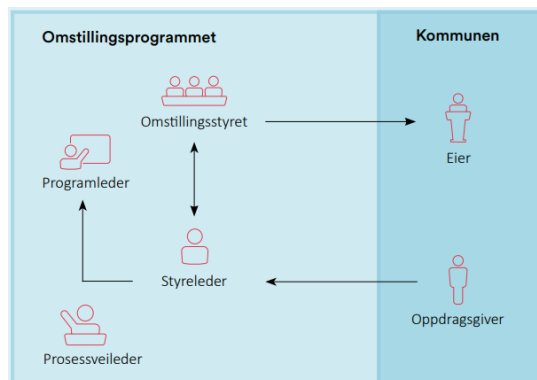 Omstillingsprogrammet
Kommunen
Omstillingsstyret
Eier
Programleder
Styreleder
Oppdragsgiver
Prosessveileder